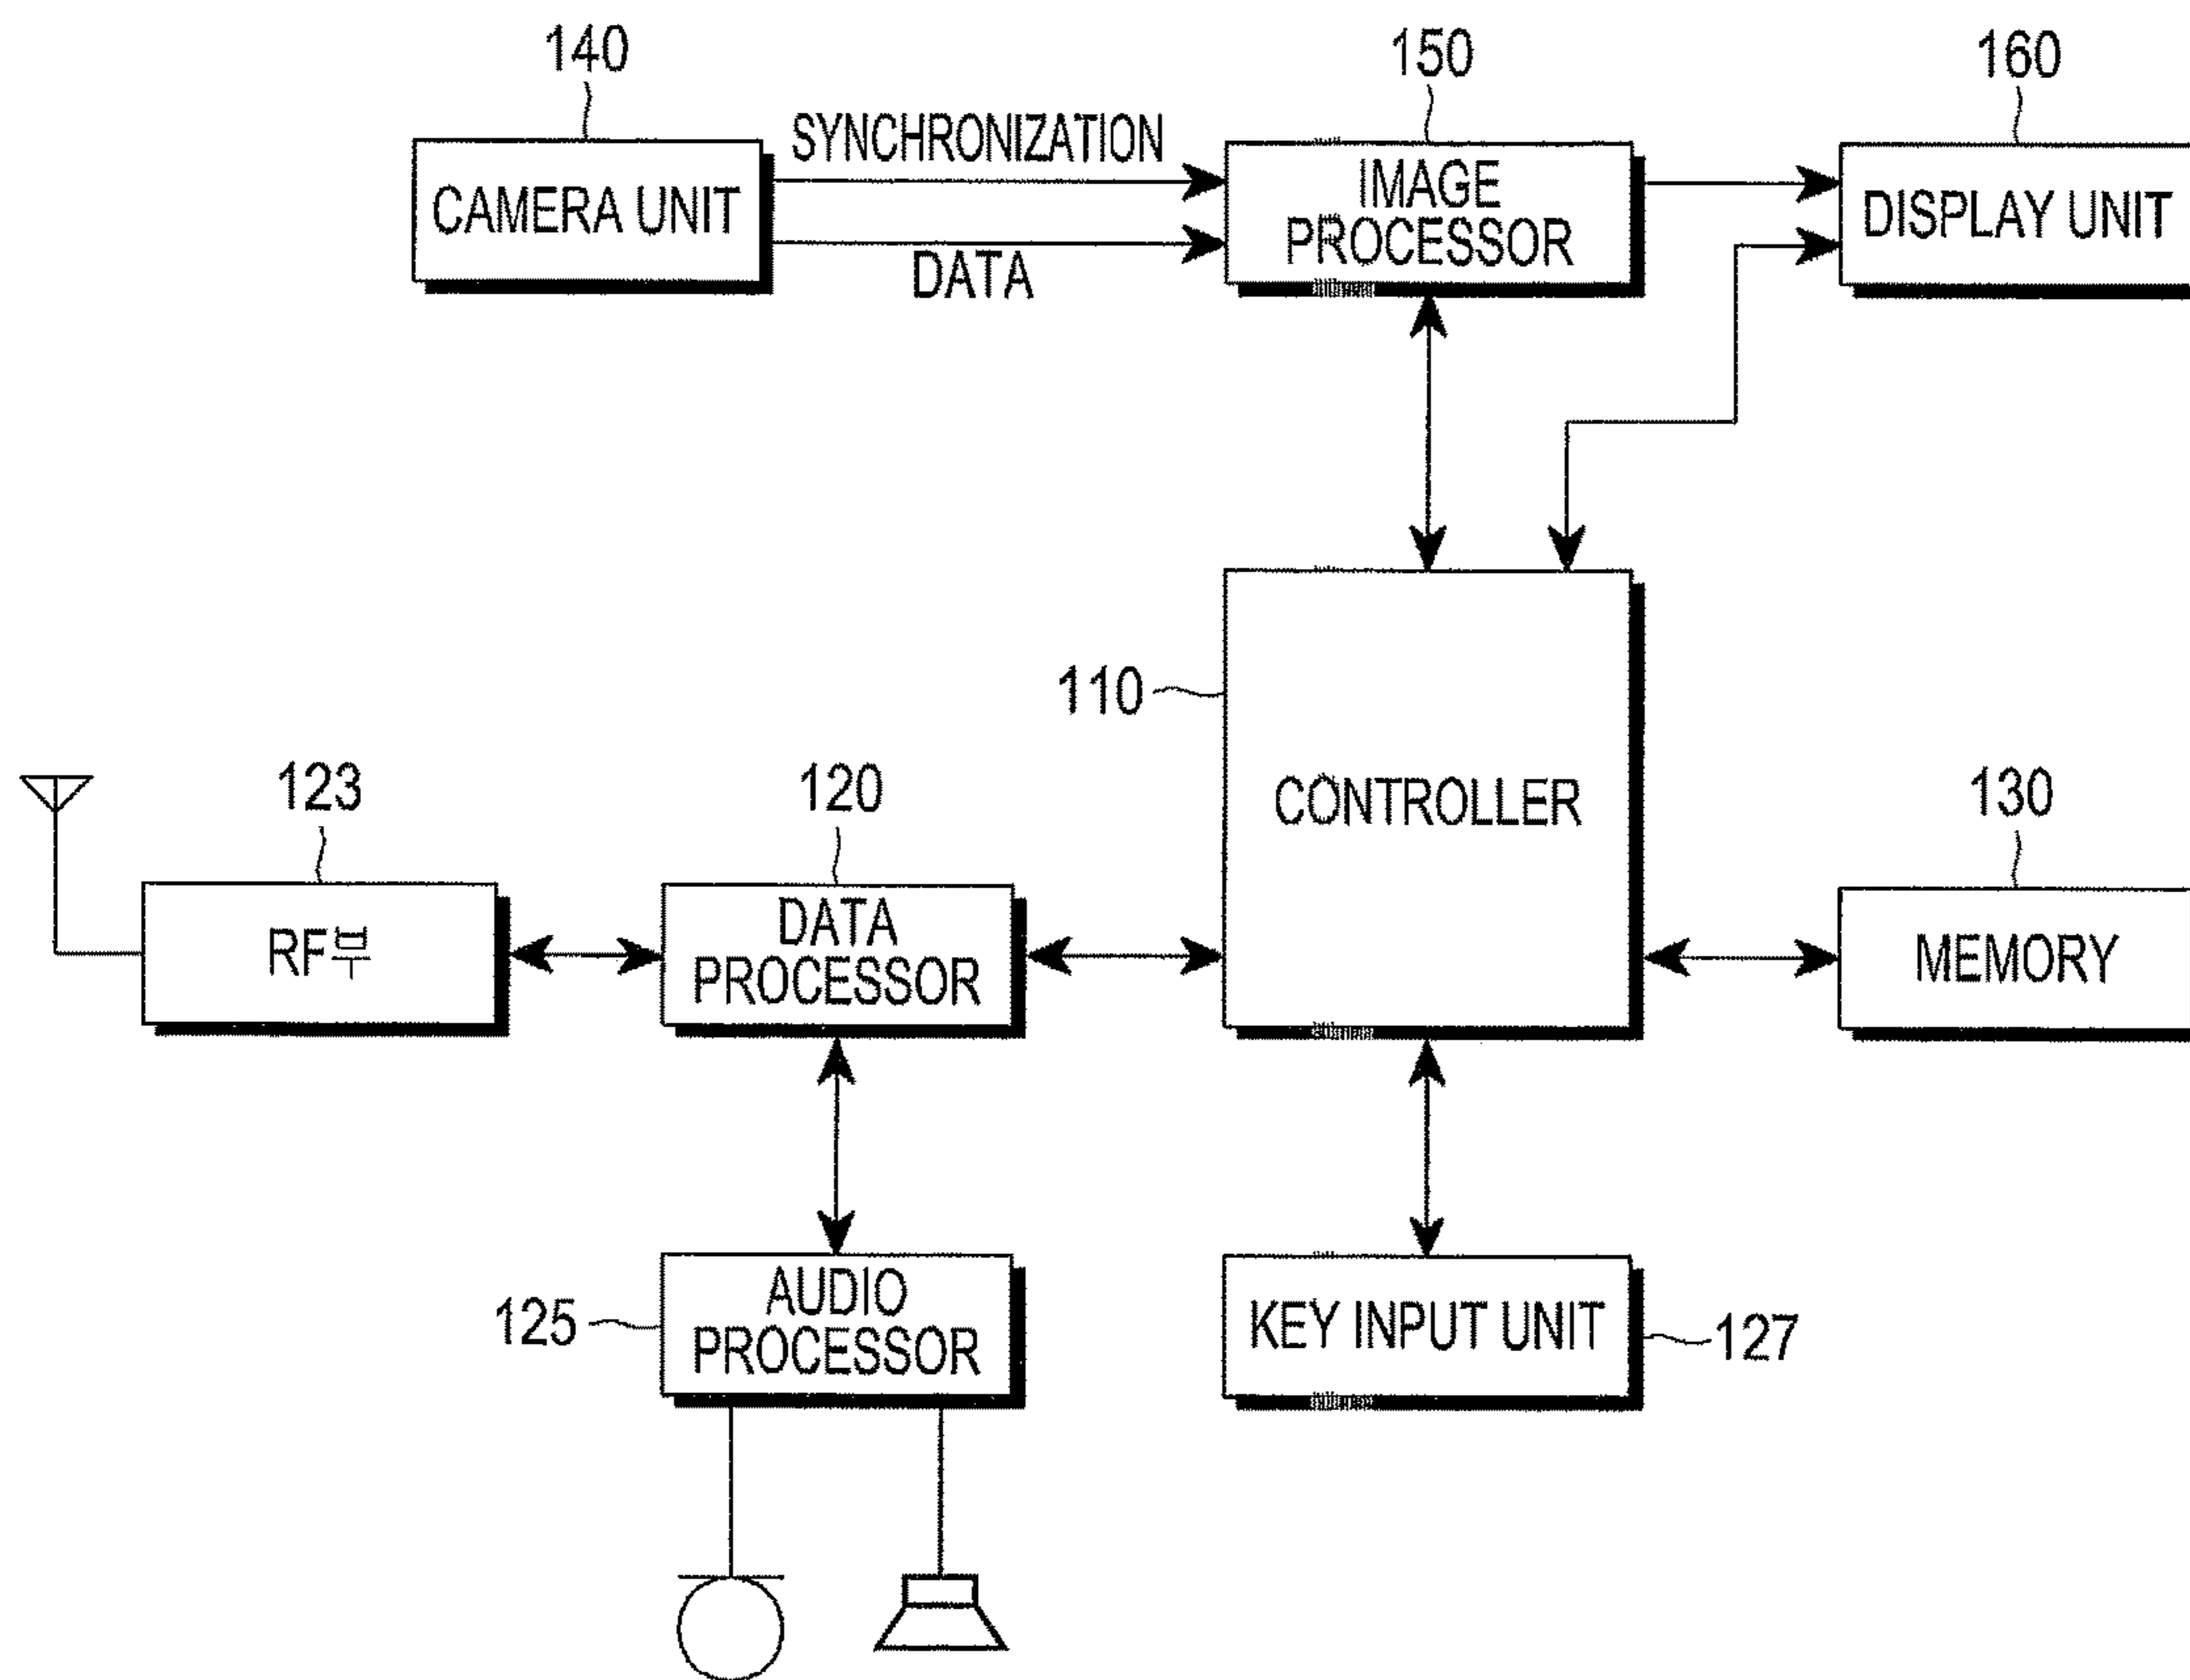 140
150
160
SYNCHRONIZATION
CAMERA UNIT
IMAGE
PROCESSOR
DISPLAY UNIT
DATA
110
CONTROLLER
123
120
130
RF부
DATA
PROCESSOR
MEMORY
125
AUDIO
PROCESSOR
KEY INPUT UNIT
127